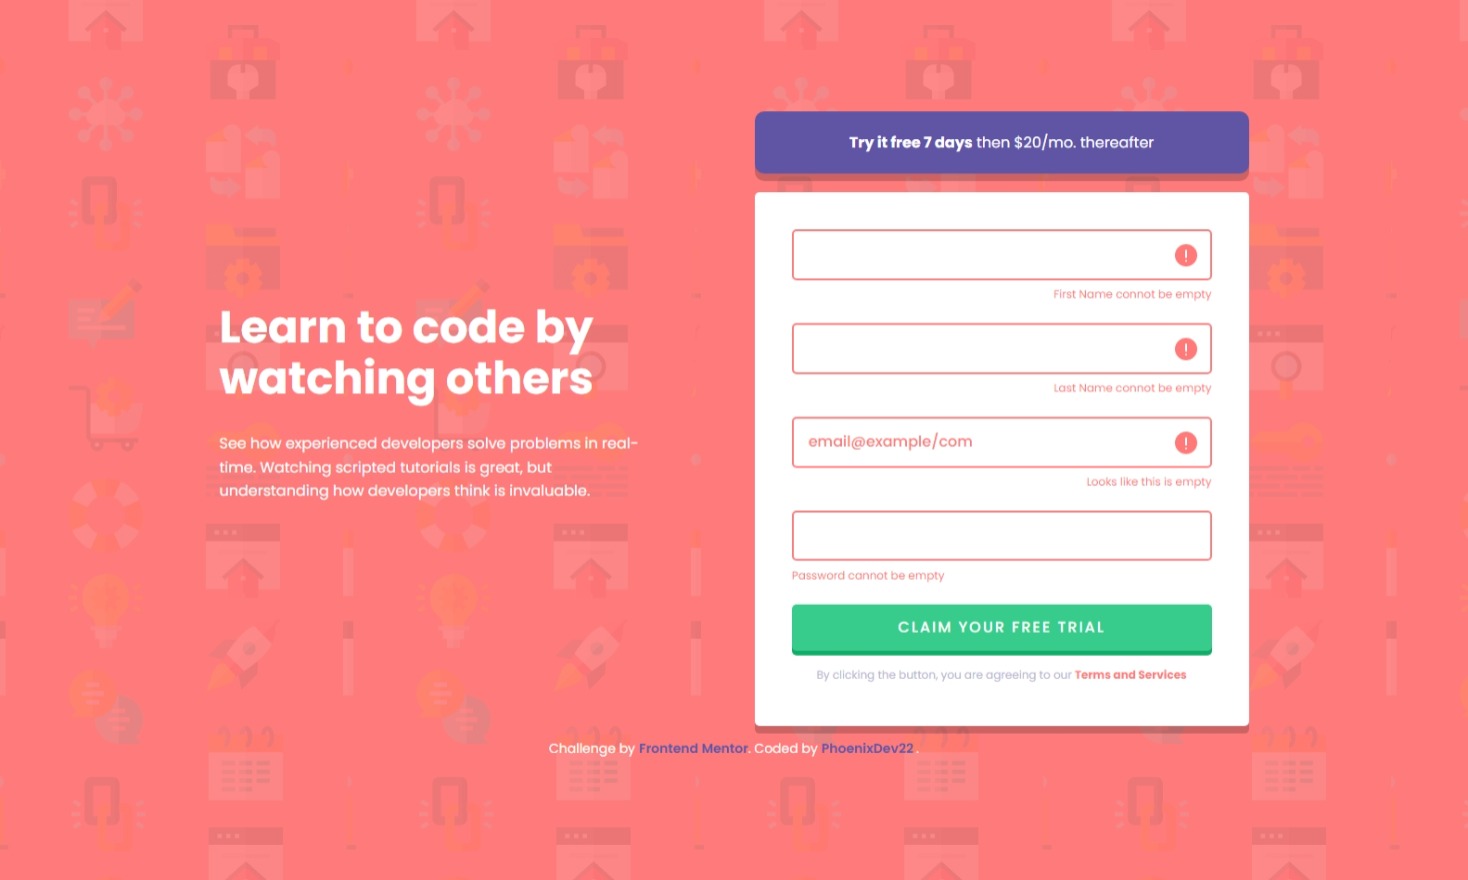 Try it free 7 days then $20/mo. thereafter
Learn to code by
watching others
See how experienced developers solve problems in real-
time. Watching scripted tutorials is great, but
understanding how developers think is invaluable.
First Name connot be empty
Last Name connot be empty
email@example/com
Looks like this is empty
Password cannot be empty
CLAIM YOUR FREE TRIAL
By clicking the button, you are agreeing to our Terms and Services
Challenge by Frontend Mentor. Coded by PhoenixDev22 .